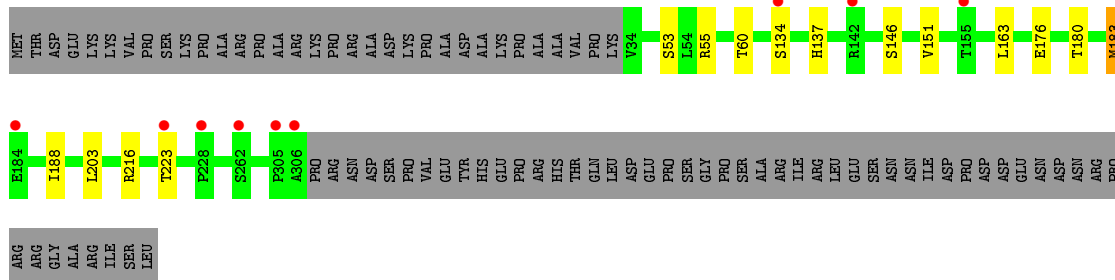 MET THR ASP GLU LYS LYS VAL PRO SER LYS PRO ALA ARG PRO ALA ARG LYS PRO ARG ALA ASP LYS PRO ALA ASP ALA LYS PRO ALA ALA VAL PRO LYS V34 S53 L54 R55 T60 S134 H137 R142 S146 V151 T155 L163 E176 T180 M183
E184 I188 L203 R216 T223 P228 S262 P305 A306 PRO ARG ASN ASP SER PRO VAL GLU TYR HIS GLU PRO ARG HIS THR GLN LEU ASP GLU PRO SER GLY PRO SER ALA ARG ILE ARG LEU GLU SER ASN ASN ILE ASP PRO ASP ASP GLU ASN ASP ASN ARG PRO
ARG ARG GLY ALA ARG ILE SER LEU